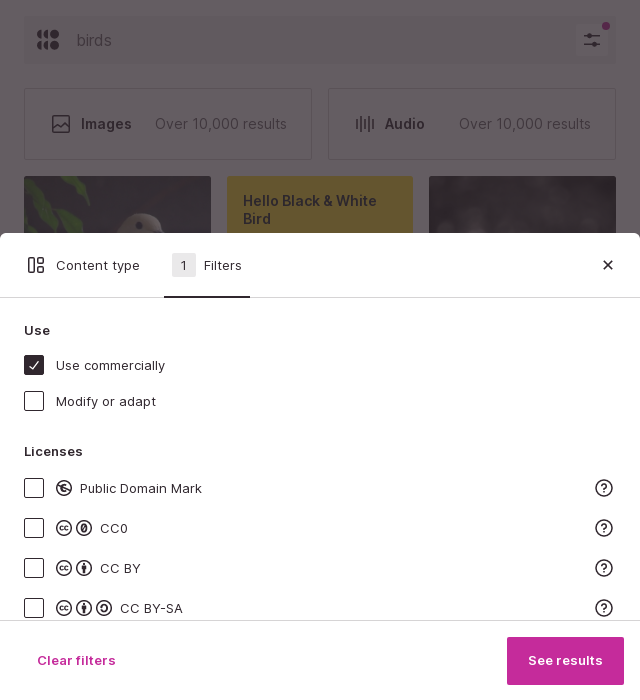 birds
Images
Over 10,000 results
Audio
Over 10,000 results
Hello Black & White
Bird
Content type
1
Filters
Use
Use commercially
Modify or adapt
Licenses
Public Domain Mark
CC0
CC BY
CC BY-SA
Clear filters
See results